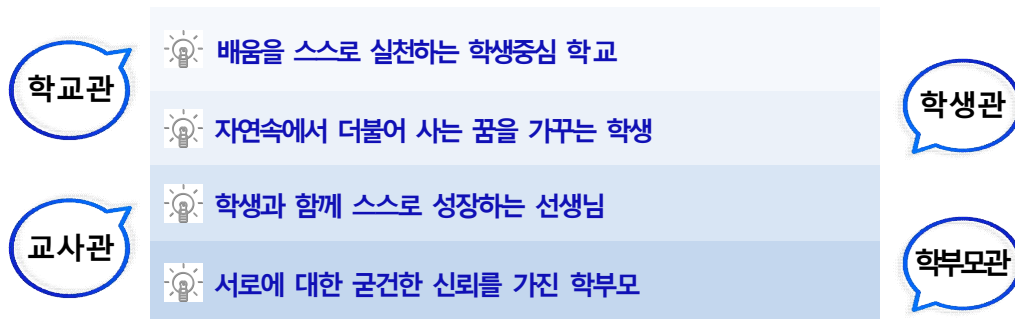 학교관
배움을 스스로 실천하는 학생중심 학교
학생관
자연속에서 더불어 사는 꿈을 가꾸는 학생
교사관
학생과 함께 스스로 성장하는 선생님
학부모관
서로에 대한 굳건한 신뢰를 가진 학부모